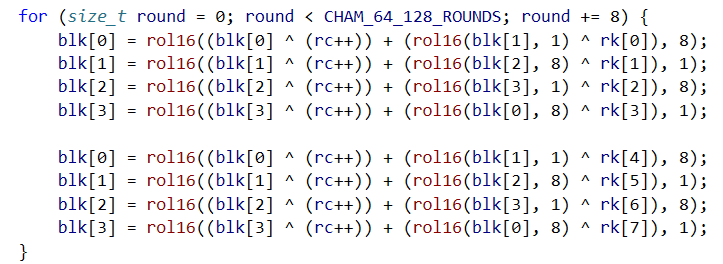 for (size_t round = 0; round < CHAM_64_128_ROUNDS; round += 8) {
    blk[0] = rol16((blk[0] ^ (rc++)) + (rol16(blk[1], 1) ^ rk[0]), 8);
    blk[1] = rol16((blk[1] ^ (rc++)) + (rol16(blk[2], 8) ^ rk[1]), 1);
    blk[2] = rol16((blk[2] ^ (rc++)) + (rol16(blk[3], 1) ^ rk[2]), 8);
    blk[3] = rol16((blk[3] ^ (rc++)) + (rol16(blk[0], 8) ^ rk[3]), 1);

    blk[0] = rol16((blk[0] ^ (rc++)) + (rol16(blk[1], 1) ^ rk[4]), 8);
    blk[1] = rol16((blk[1] ^ (rc++)) + (rol16(blk[2], 8) ^ rk[5]), 1);
    blk[2] = rol16((blk[2] ^ (rc++)) + (rol16(blk[3], 1) ^ rk[6]), 8);
    blk[3] = rol16((blk[3] ^ (rc++)) + (rol16(blk[0], 8) ^ rk[7]), 1);
}